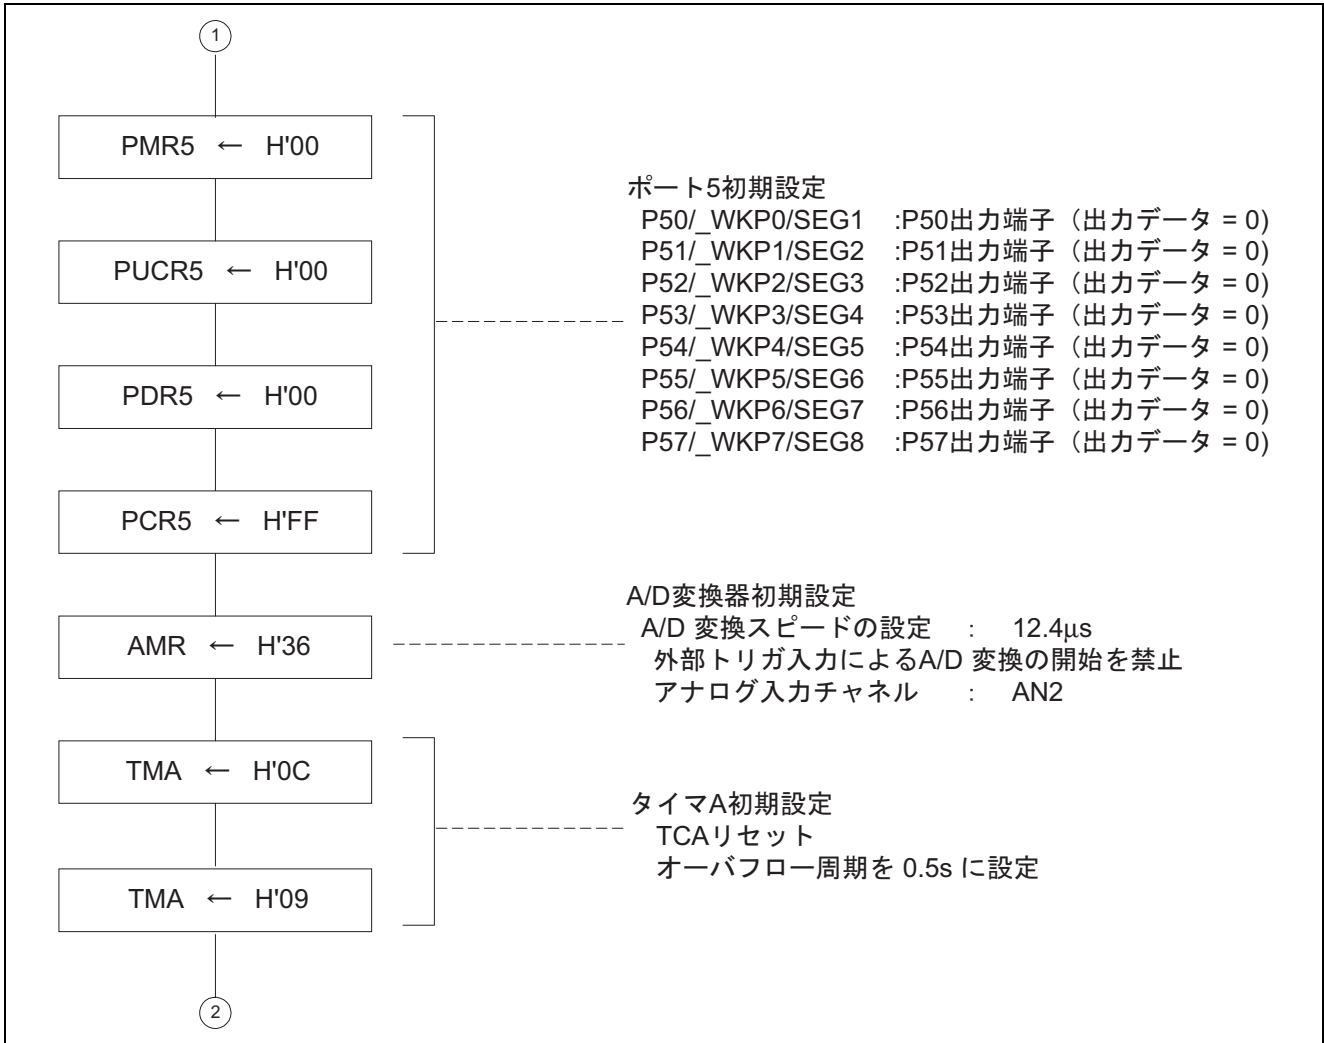 1
PMR5 ← H'00
PUCR5 ← H'00
PDR5 ← H'00
PCR5 ← H'FF
ポート5初期設定
P50/_WKP0/SEG1 :P50出力端子（出力データ = 0)
P51/_WKP1/SEG2 :P51出力端子（出力データ = 0)
P52/_WKP2/SEG3 :P52出力端子（出力データ = 0)
P53/_WKP3/SEG4 :P53出力端子（出力データ = 0)
P54/_WKP4/SEG5 :P54出力端子（出力データ = 0)
P55/_WKP5/SEG6 :P55出力端子（出力データ = 0)
P56/_WKP6/SEG7 :P56出力端子（出力データ = 0)
P57/_WKP7/SEG8 :P57出力端子（出力データ = 0)
AMR ← H'36
A/D変換器初期設定
A/D 変換スピードの設定 : 12.4μs
外部トリガ入力によるA/D 変換の開始を禁止
アナログ入力チャネル : AN2
TMA ← H'0C
TMA ← H'09
タイマA初期設定
TCAリセット
オーバフロー周期を 0.5s に設定
2